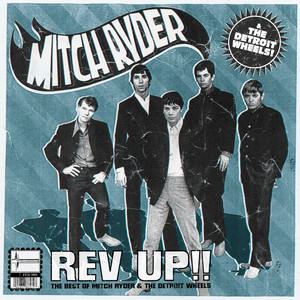 MITCH RYDER
& THE DETROIT WHEELS!
REV UP!!
THE BEST OF MITCH RYDER & THE DETROIT WHEELS